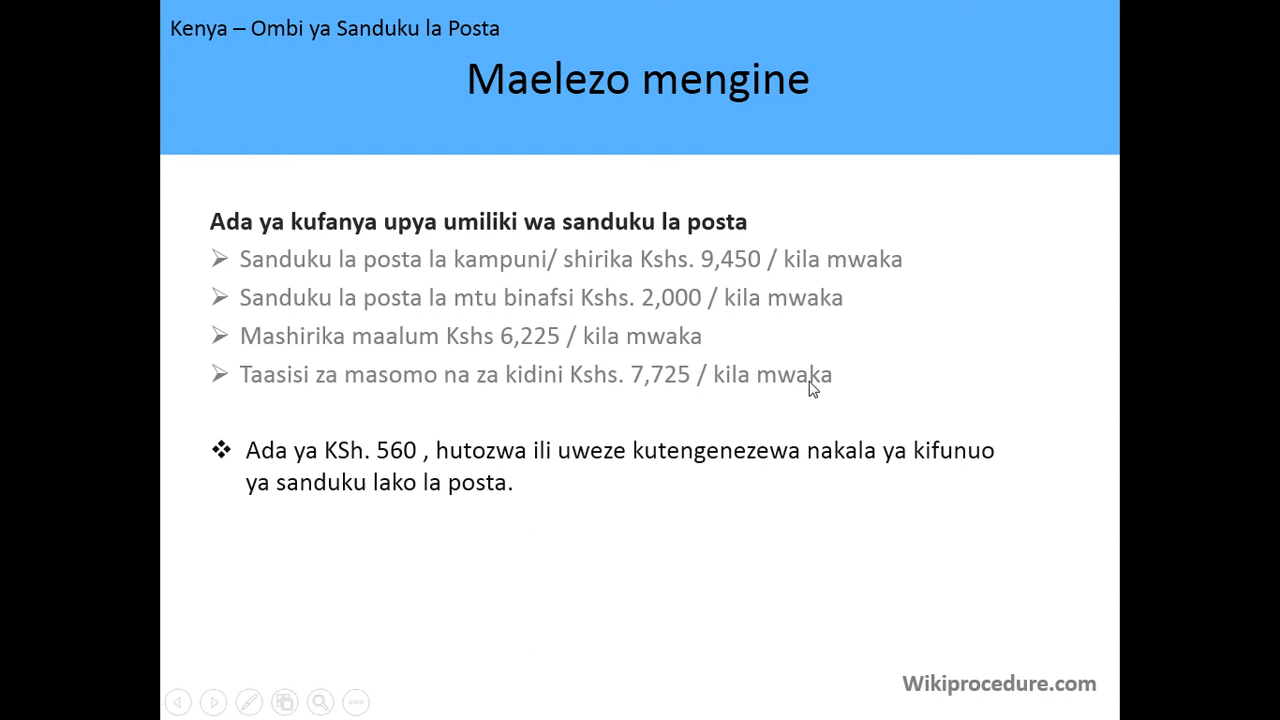 Kenya – Ombi ya Sanduku la Posta
Maelezo mengine
Ada ya kufanya upya umiliki wa sanduku la posta
➢ Sanduku la posta la kampuni/ shirika Kshs. 9,450 / kila mwaka
➢ Sanduku la posta la mtu binafsi Kshs. 2,000 / kila mwaka
➢ Mashirika maalum Kshs 6,225 / kila mwaka
➢ Taasisi za masomo na za kidini Kshs. 7,725 / kila mwaka
❖ Ada ya KSh. 560 , hutozwa ili uweze kutengenezewa nakala ya kifunuo
ya sanduku lako la posta.
Wikiprocedure.com